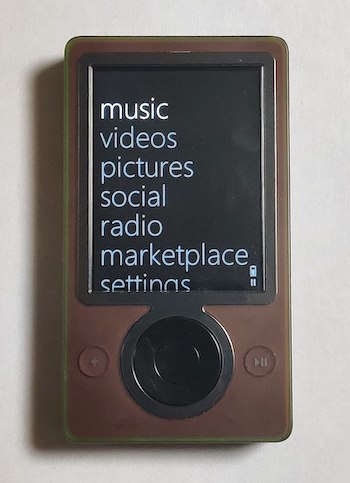 music
videos
pictures
social
radio
marketplace
settings